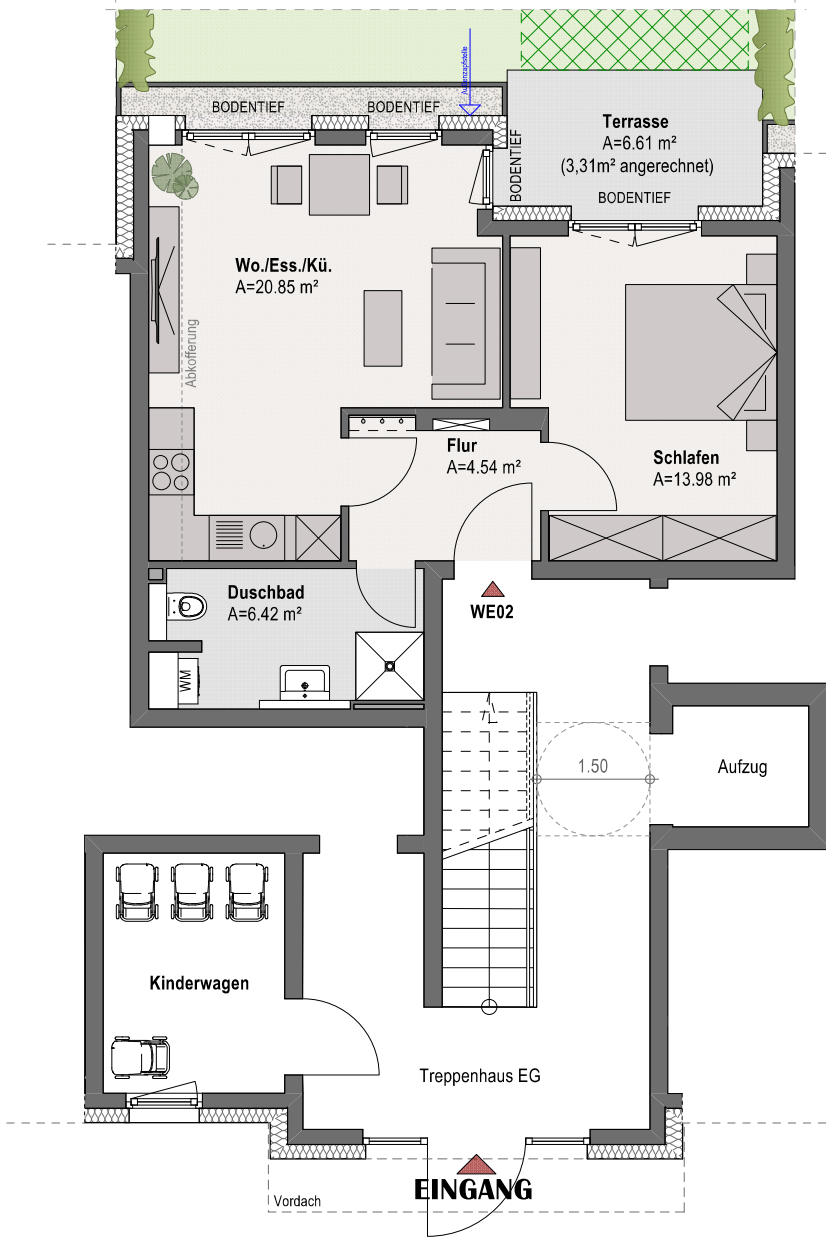 Außenzapfstelle
BODENTIEF
BODENTIEF
Terrasse
A=6.61 m²
(3,31m² angerechnet)
BODENTIEF
BODENTIEF
Wo./Ess./Kü.
A=20.85 m²
Abkofferung
Flur
A=4.54 m²
Schlafen
A=13.98 m²
Duschbad
A=6.42 m²
WE02
WM
1.50
Aufzug
Kinderwagen
Treppenhaus EG
EINGANG
Vordach